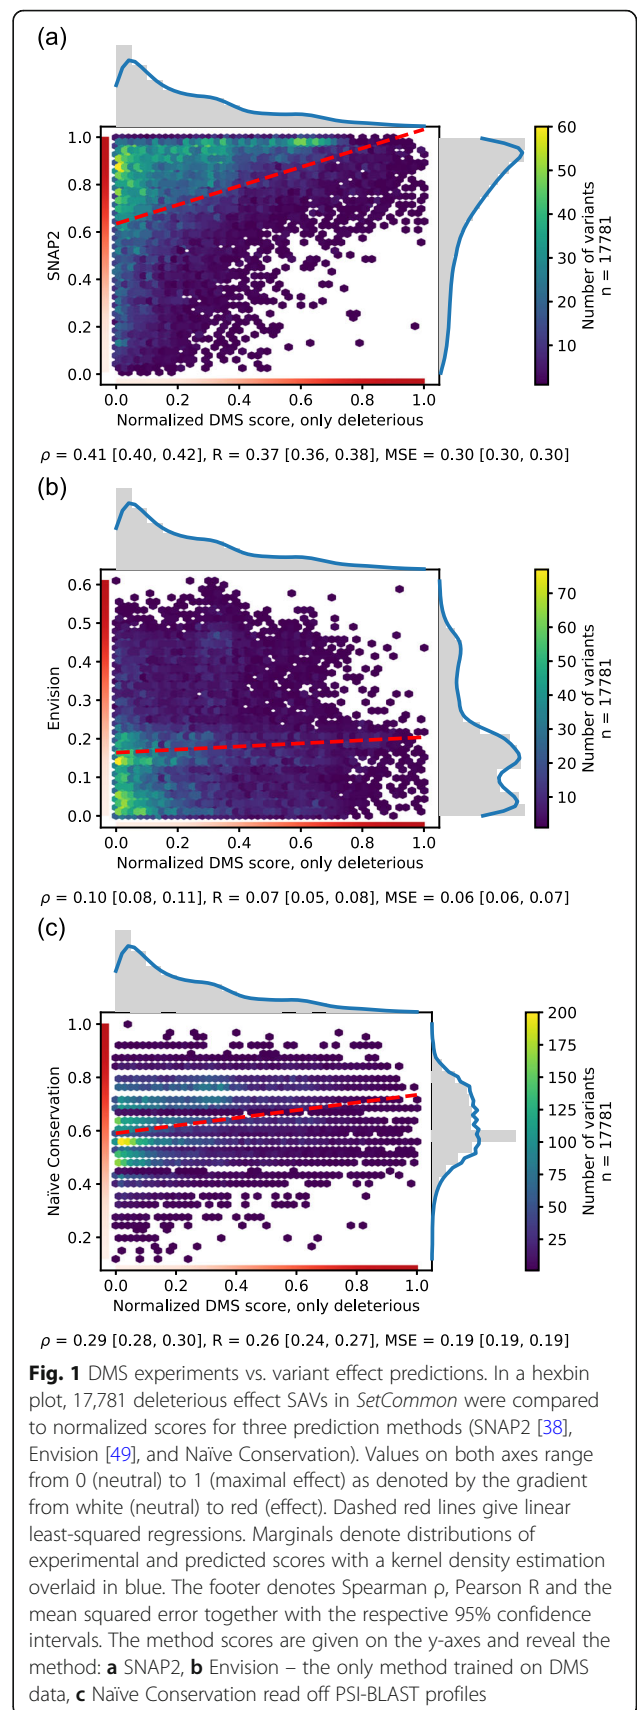 (a)
1.0
0.8
0.6
0.4
0.2
0.0
SNAP2
0.0 0.2 0.4 0.6 0.8 1.0
Normalized DMS score, only deleterious
60
50
40
30
20
10
Number of variants
n = 17781
ρ = 0.41 [0.40, 0.42], R = 0.37 [0.36, 0.38], MSE = 0.30 [0.30, 0.30]
(b)
0.6
0.5
0.4
0.3
0.2
0.1
0.0
Envision
0.0 0.2 0.4 0.6 0.8 1.0
Normalized DMS score, only deleterious
70
60
50
40
30
20
10
Number of variants
n = 17781
ρ = 0.10 [0.08, 0.11], R = 0.07 [0.05, 0.08], MSE = 0.06 [0.06, 0.07]
(c)
1.0
0.8
0.6
0.4
0.2
Naïve Conservation
0.0 0.2 0.4 0.6 0.8 1.0
Normalized DMS score, only deleterious
200
175
150
125
100
75
50
25
Number of variants
n = 17781
ρ = 0.29 [0.28, 0.30], R = 0.26 [0.24, 0.27], MSE = 0.19 [0.19, 0.19]
Fig. 1 DMS experiments vs. variant effect predictions. In a hexbin
plot, 17,781 deleterious effect SAVs in SetCommon were compared
to normalized scores for three prediction methods (SNAP2 [38],
Envision [49], and Naïve Conservation). Values on both axes range
from 0 (neutral) to 1 (maximal effect) as denoted by the gradient
from white (neutral) to red (effect). Dashed red lines give linear
least-squared regressions. Marginals denote distributions of
experimental and predicted scores with a kernel density estimation
overlaid in blue. The footer denotes Spearman ρ, Pearson R and the
mean squared error together with the respective 95% confidence
intervals. The method scores are given on the y-axes and reveal the
method: a SNAP2, b Envision – the only method trained on DMS
data, c Naïve Conservation read off PSI-BLAST profiles